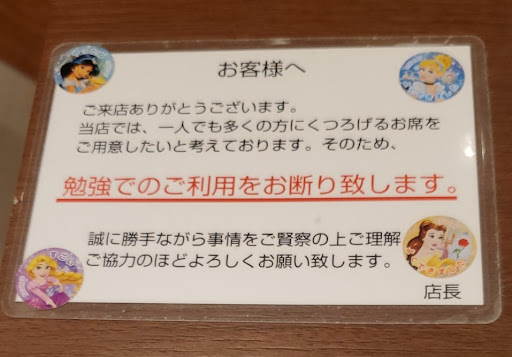 お客様へ
ご来店ありがとうございます。
当店では、一人でも多くの方にくつろげるお席を
ご用意したいと考えております。そのため、
勉強でのご利用をお断り致します。
誠に勝手ながら事情をご賢察の上ご理解
ご協力のほどよろしくお願い致します。
店長